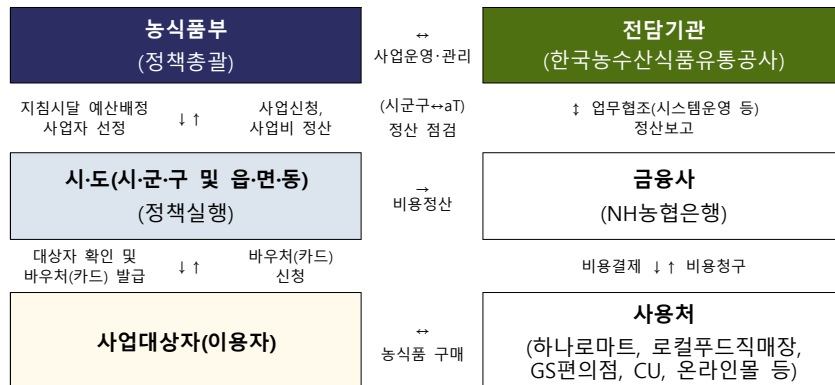 농식품부
(정책총괄)
↔
사업운영·관리
전담기관
(한국농수산식품유통공사)
지침시달 예산배정
사업자 선정
↓↑
사업신청,
사업비 정산
(시군구↔aT)
정산 점검
↕ 업무협조(시스템운영 등)
정산보고
시·도(시·군·구 및 읍·면·동)
(정책실행)
→
비용정산
금융사
(NH농협은행)
대상자 확인 및
바우처(카드) 발급
↓↑
바우처(카드)
신청
비용결제 ↓↑ 비용청구
사업대상자(이용자)
↔
농식품 구매
사용처
(하나로마트, 로컬푸드직매장,
GS편의점, CU, 온라인몰 등)